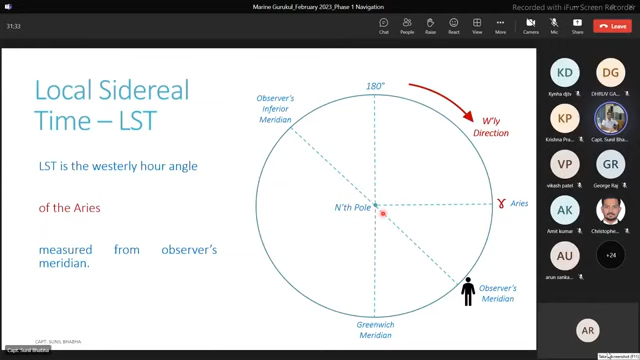 Marine Gurukul_February 2023_Phase 1 Navigation
Recorded with iFun Screen Recorder
31:33
Chat
People
Raise
React
View
More
Camera
Mic
Share
Leave
Local Sidereal
Time – LST
LST is the westerly hour angle
of the Aries
measured from observer's
meridian.
180°
Observer's
Inferior
Meridian
W'ly
Direction
N'th Pole
♈ Aries
Observer's
Meridian
Greenwich
Meridian
CAPT. SUNIL BHABHA
Capt. Sunil Bhabha
KD
Kynha djiv
DG
DHRUV GA...
KP
Krishna Pra...
Capt. Sunil Bha...
VP
vikash patel
GR
George Raj
AK
Amit kumar
Christophe...
AU
arun sanka...
+24
AR